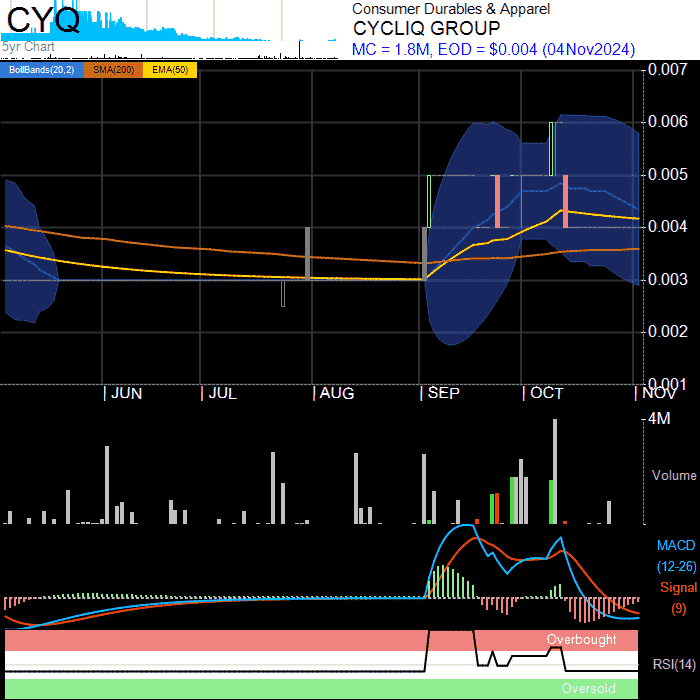 CYQ
5yr Chart
Consumer Durables & Apparel
CYCLIQ GROUP
MC = 1.8M, EOD = $0.004 (04Nov2024)
BollBands(20,2) SMA(200) EMA(50)
0.007
0.006
0.005
0.004
0.003
0.002
0.001
JUN JUL AUG SEP OCT NOV
4M
Volume
MACD
(12-26)
Signal
(9)
Overbought
RSI(14)
Oversold